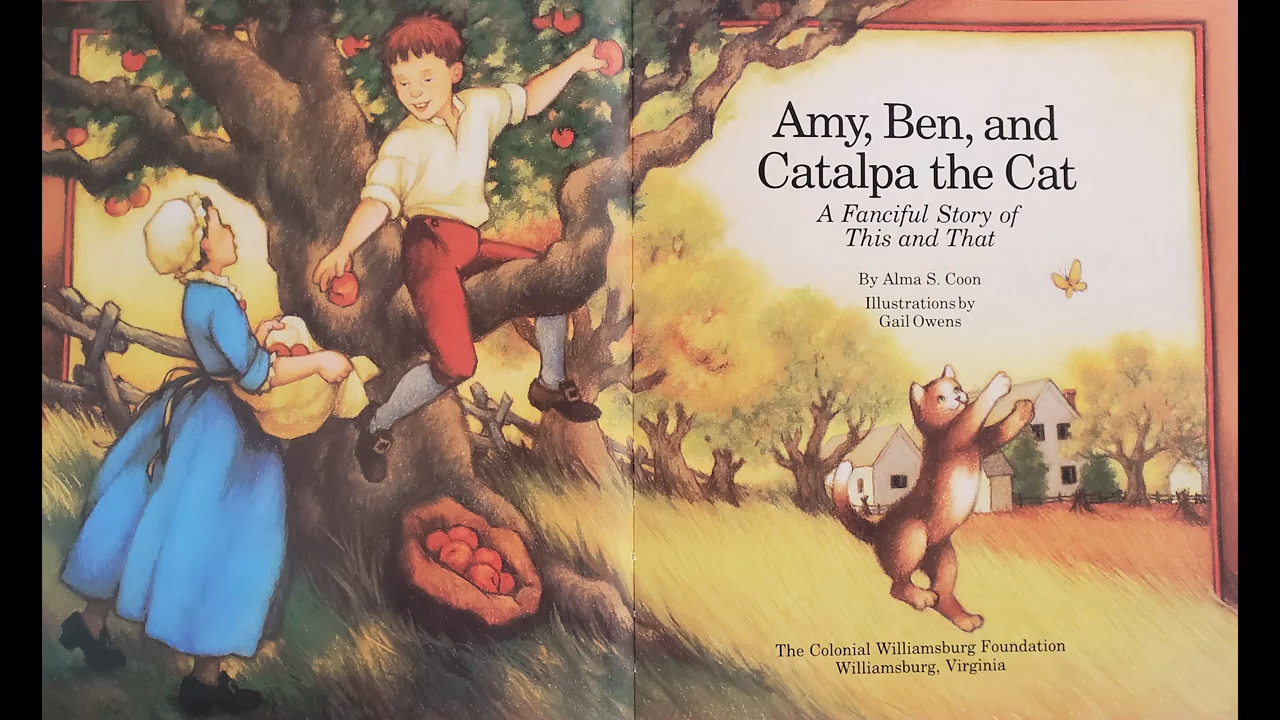 Amy, Ben, and
Catalpa the Cat
A Fanciful Story of
This and That
By Alma S. Coon
Illustrations by
Gail Owens
The Colonial Williamsburg Foundation
Williamsburg, Virginia